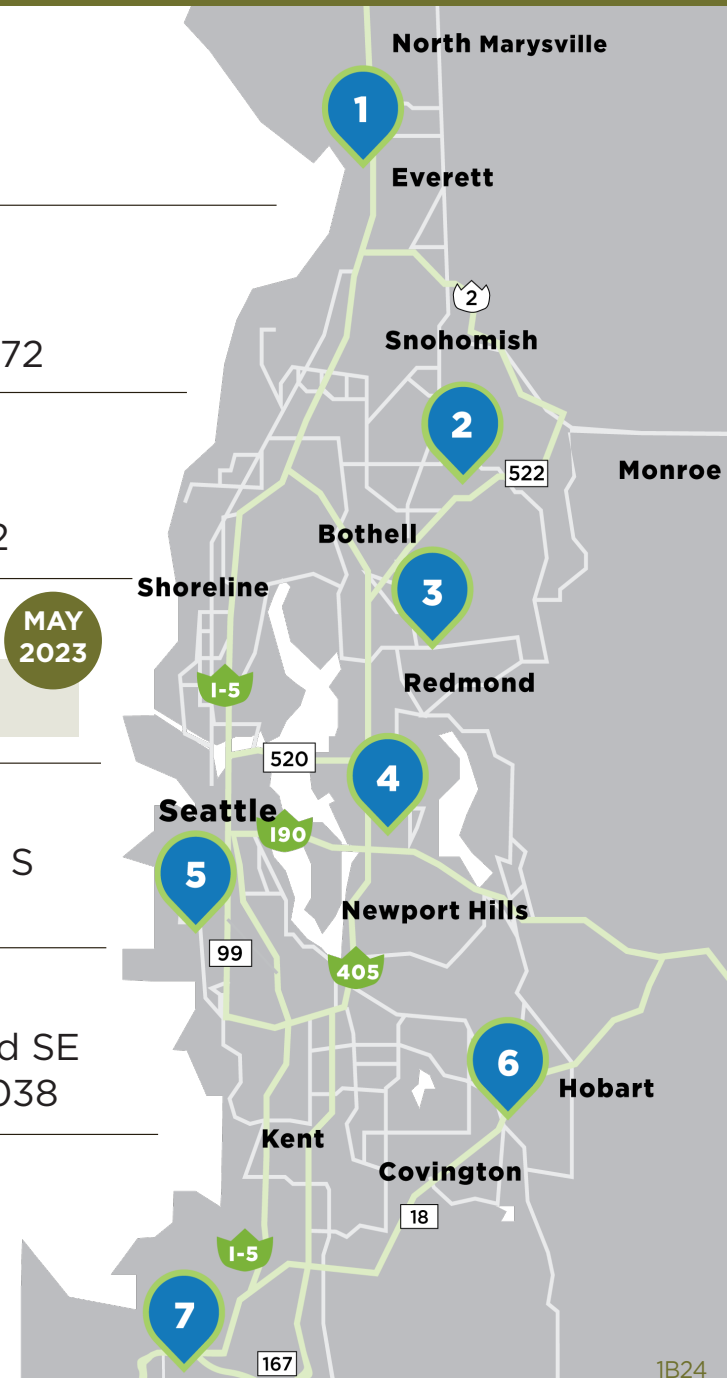 North Marysville
1
Everett
2
Snohomish
72
2
522
Monroe
2
Bothell
Shoreline
3
MAY
2023
Redmond
I-5
520
4
Seattle
I90
S
5
Newport Hills
99
405
d SE
6
Hobart
038
Kent
Covington
18
I-5
7
167
1B24